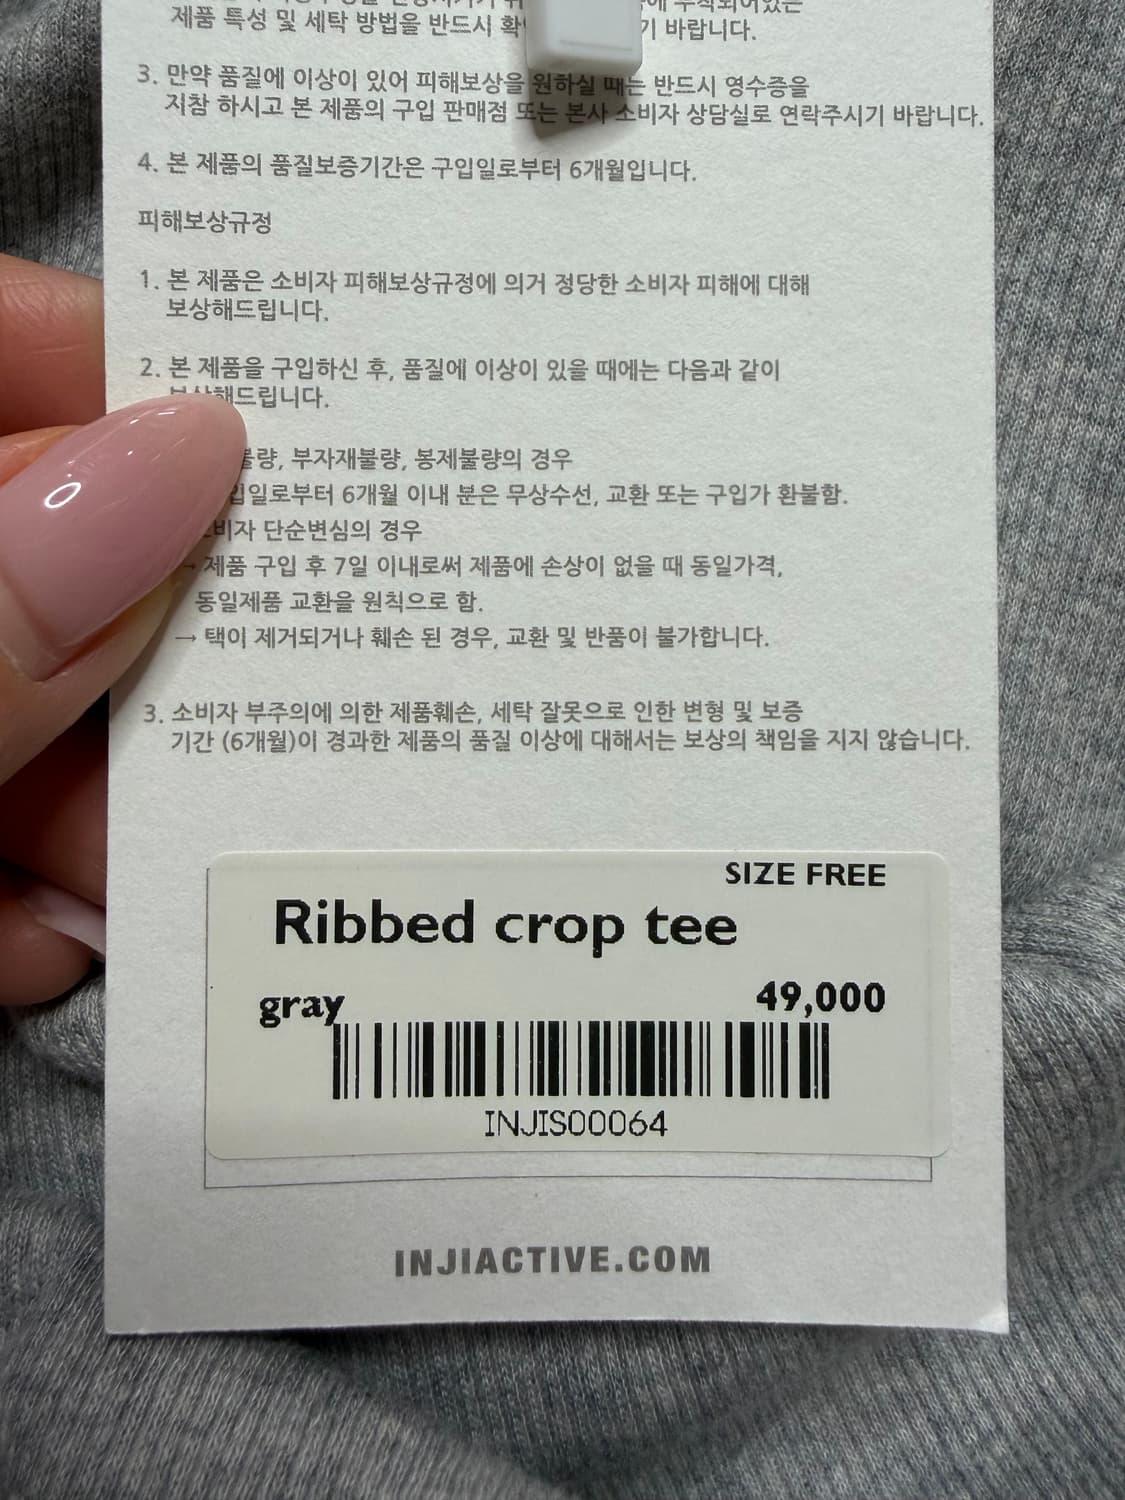 제품 특성 및 세탁 방법을 반드시 바랍니다.
3. 만약 품질에 이상이 있어 피해보상을 원하실 때는 반드시 영수증을
지참 하시고 본 제품의 구입 판매점 또는 본사 소비자 상담실로 연락주시기 바랍니다.
4. 본 제품의 품질보증기간은 구입일로부터 6개월입니다.
피해보상규정
1. 본 제품은 소비자 피해보상규정에 의거 정당한 소비자 피해에 대해
보상해드립니다.
2. 본 제품을 구입하신 후, 품질에 이상이 있을 때에는 다음과 같이
보상해드립니다.
불량, 부자재불량, 봉제불량의 경우
입일로부터 6개월 이내 분은 무상수선, 교환 또는 구입가 환불함.
소비자 단순변심의 경우
→ 제품 구입 후 7일 이내로써 제품에 손상이 없을 때 동일가격,
동일제품 교환을 원칙으로 함.
→ 택이 제거되거나 훼손 된 경우, 교환 및 반품이 불가합니다.
3. 소비자 부주의에 의한 제품훼손, 세탁 잘못으로 인한 변형 및 보증
기간 (6개월)이 경과한 제품의 품질 이상에 대해서는 보상의 책임을 지지 않습니다.
SIZE FREE
Ribbed crop tee
gray 49,000
INJIS00064
INJIACTIVE.COM